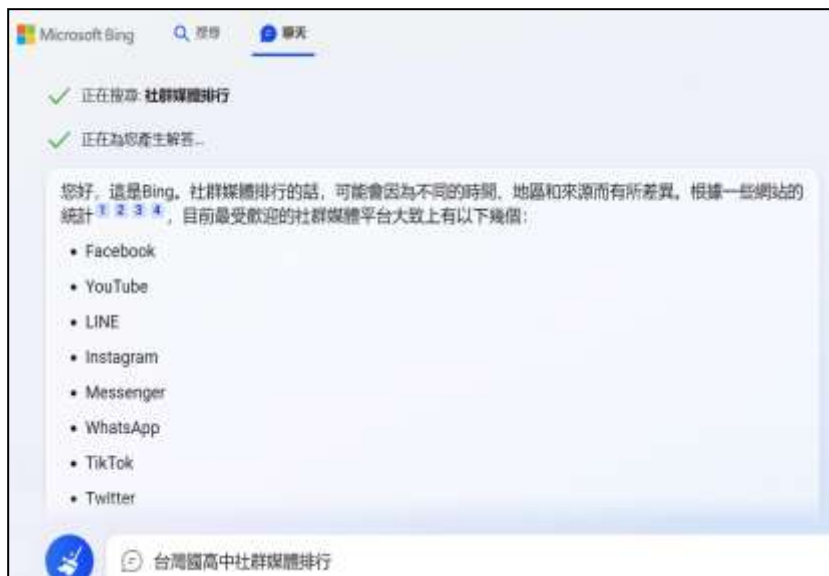 Microsoft Bing 搜尋 聊天
正在搜尋: 社群媒體排行
正在為您產生解答...
您好，這是Bing。社群媒體排行的話，可能會因為不同的時間、地區和來源而有所差異。根據一些網站的
統計 1 2 3 4 ，目前最受歡迎的社群媒體平台大致上有以下幾個：
• Facebook
• YouTube
• LINE
• Instagram
• Messenger
• WhatsApp
• TikTok
• Twitter
台灣國高中社群媒體排行